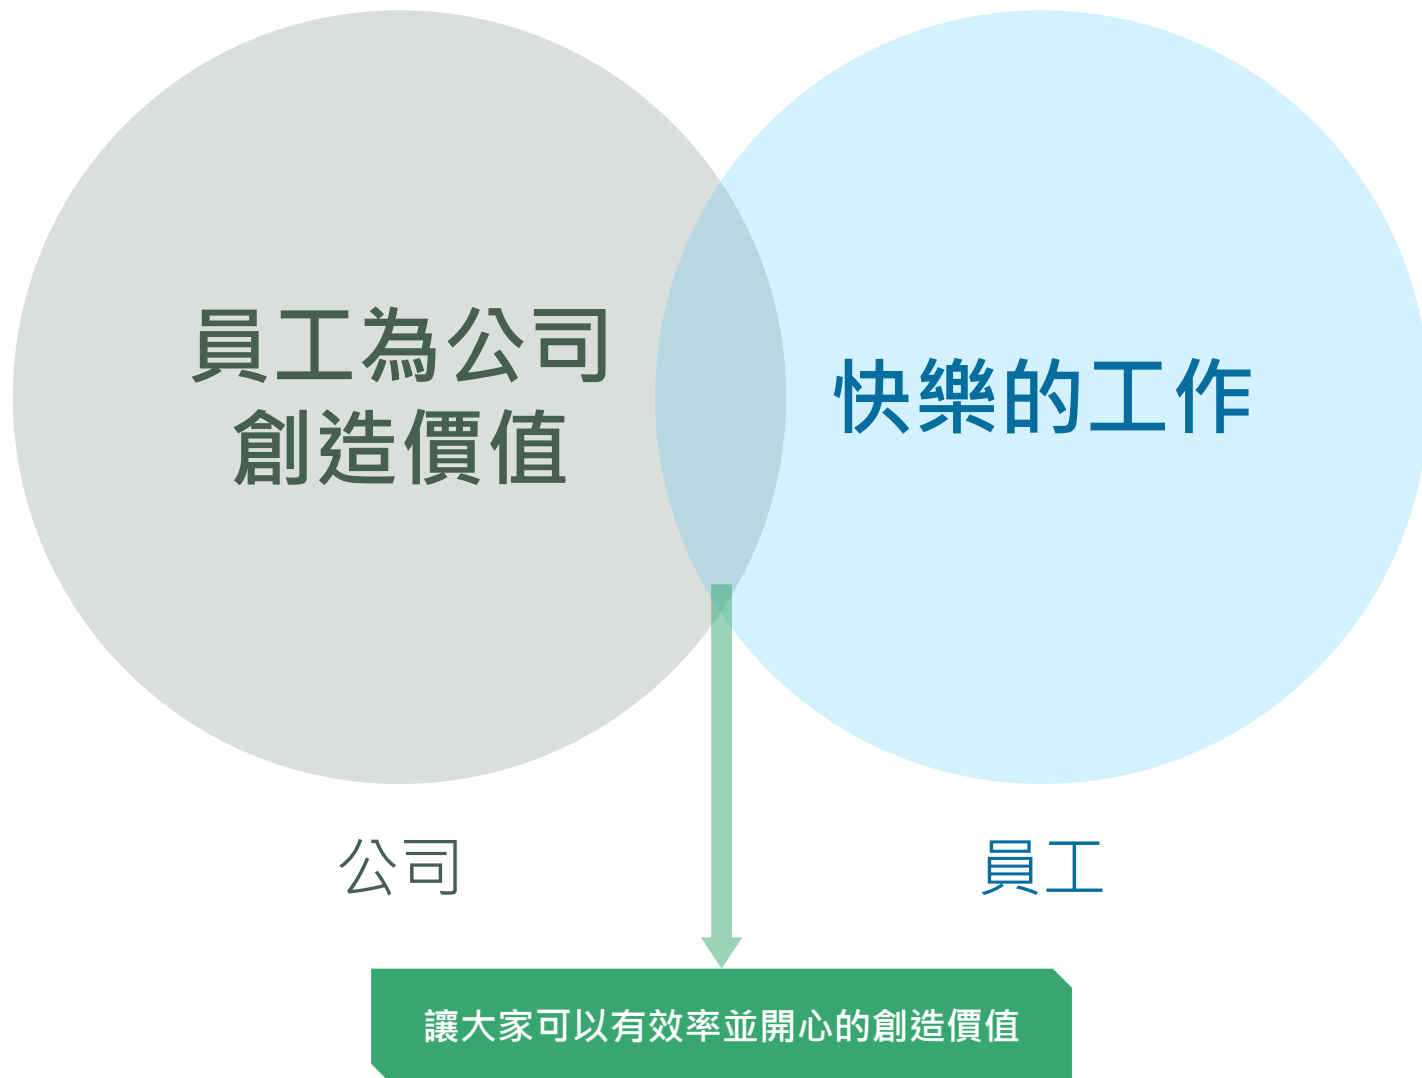 員工為公司
創造價值
快樂的工作
公司
員工
讓大家可以有效率並開心的創造價值